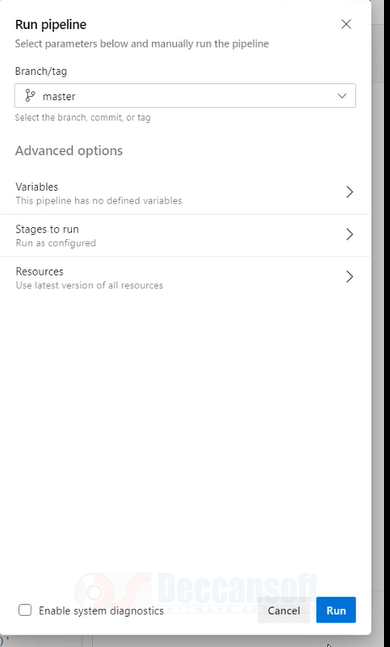 Run pipeline
Select parameters below and manually run the pipeline
Branch/tag
master
Select the branch, commit, or tag
Advanced options
Variables
This pipeline has no defined variables
Stages to run
Run as configured
Resources
Use latest version of all resources
Deccansoft
Enable system diagnostics
Cancel
Run